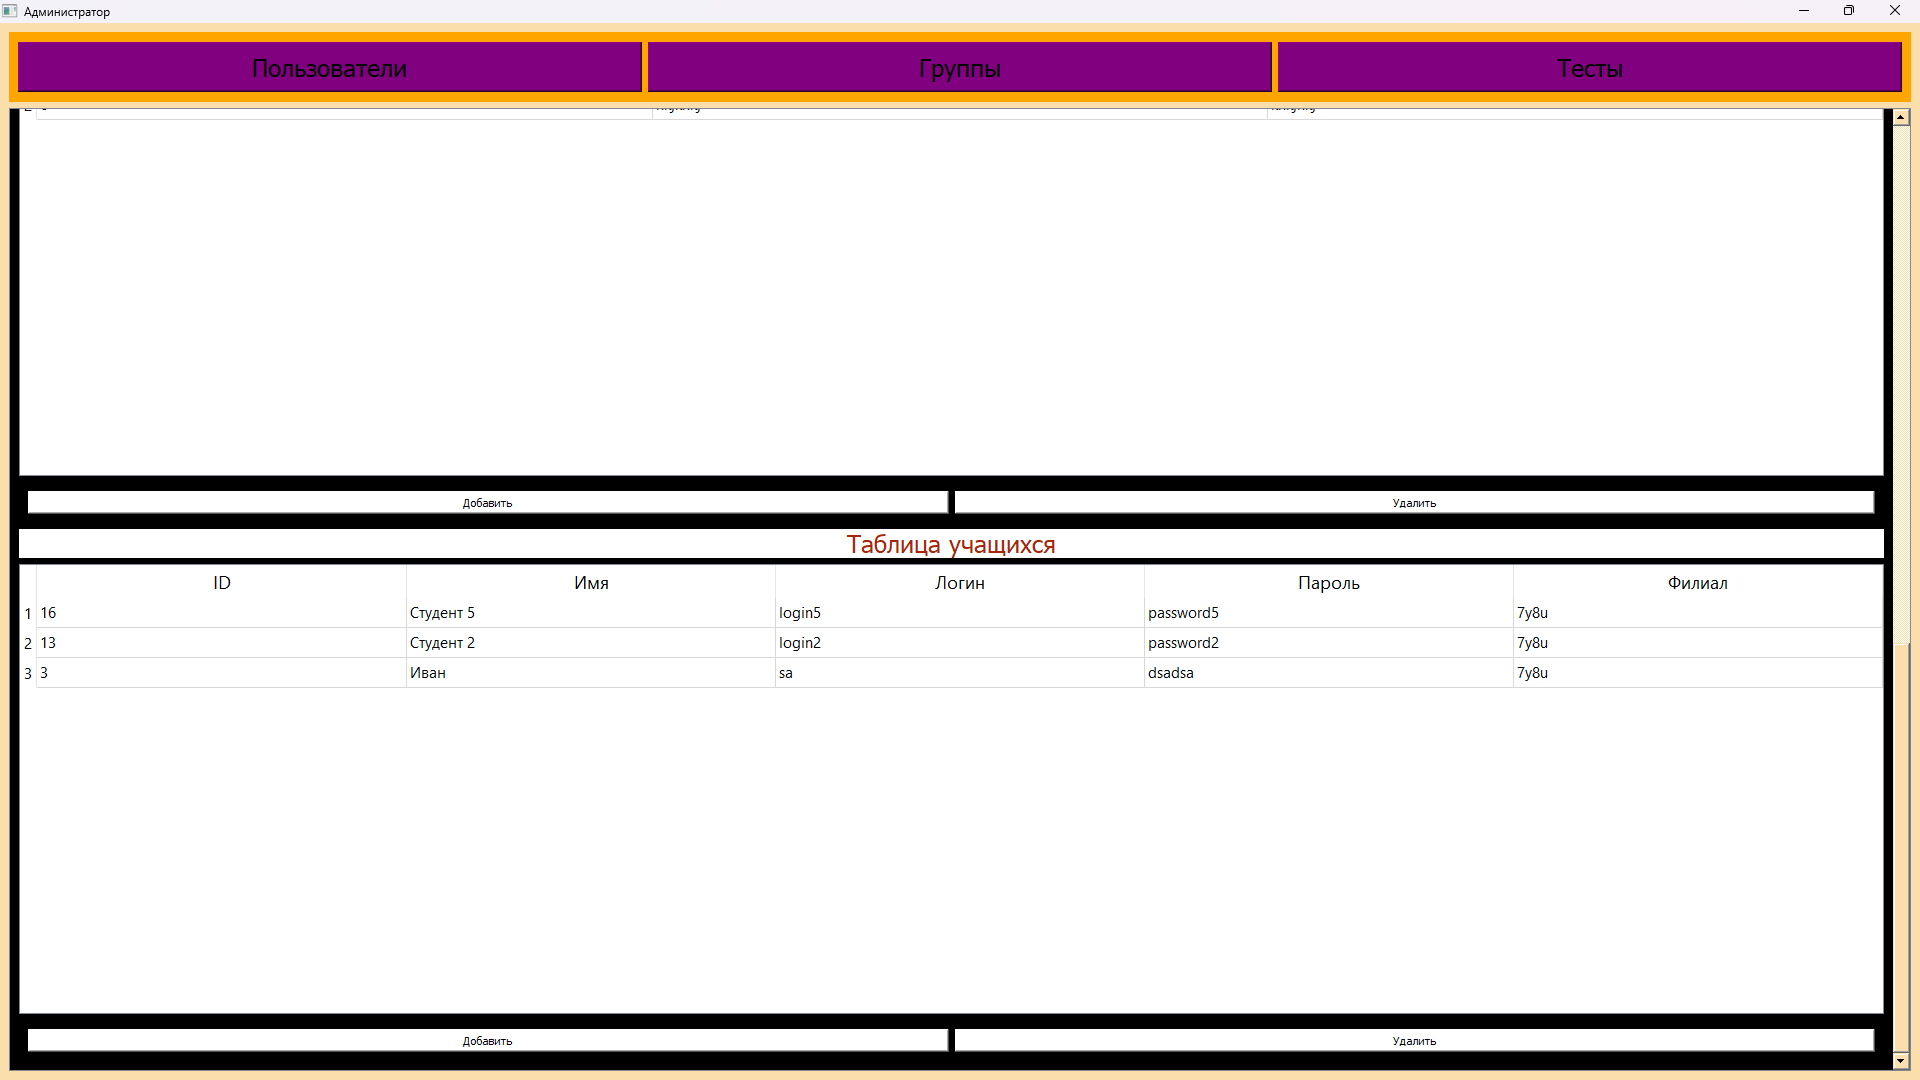 Администратор
Пользователи Группы Тесты
Добавить Удалить
Таблица учащихся
ID Имя Логин Пароль Филиал
1 16 Студент 5 login5 password5 7y8u
2 13 Студент 2 login2 password2 7y8u
3 3 Иван sa dsadsa 7y8u
Добавить Удалить